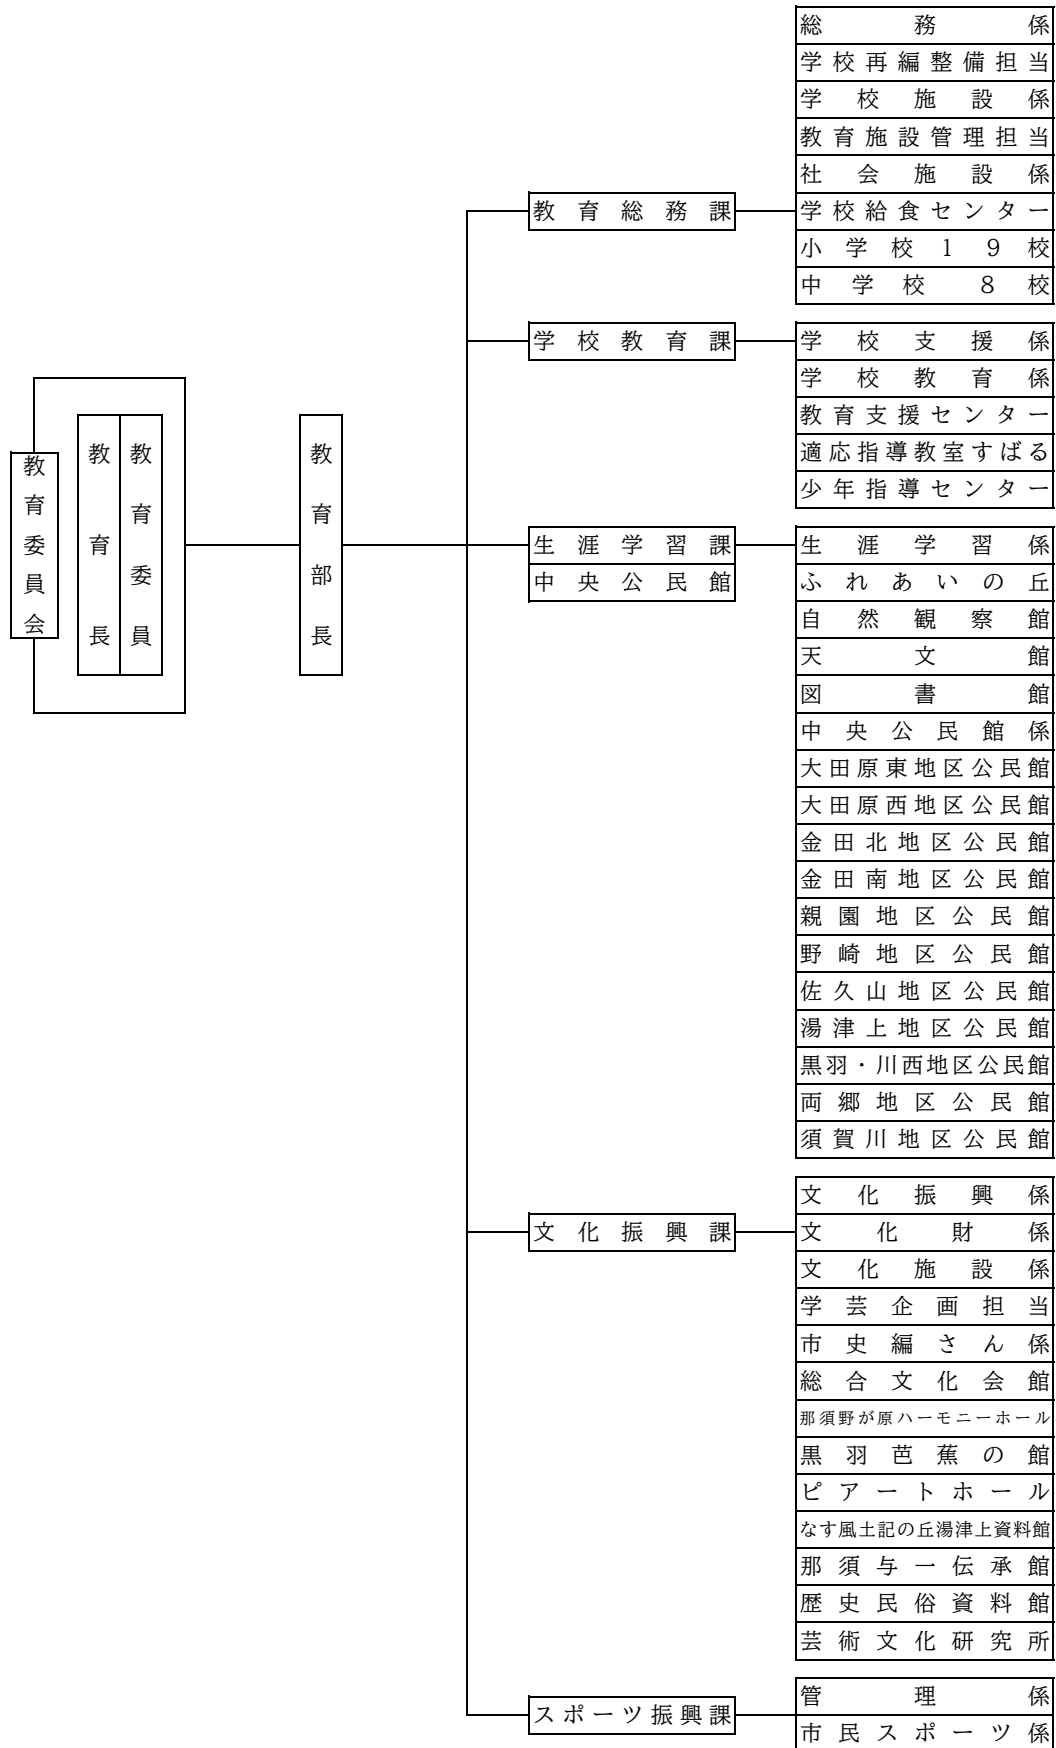 教育委員会
教育長
教育委員
教育部長
教育総務課
総務係
学校再編整備担当
学校施設係
教育施設管理担当
社会施設係
学校給食センター
小学校19校
中学校8校
学校教育課
学校支援係
学校教育係
教育支援センター
適応指導教室すばる
少年指導センター
生涯学習課
中央公民館
生涯学習係
ふれあいの丘
自然観察館
天文館
図書館
中央公民館係
大田原東地区公民館
大田原西地区公民館
金田北地区公民館
金田南地区公民館
親園地区公民館
野崎地区公民館
佐久山地区公民館
湯津上地区公民館
黒羽・川西地区公民館
両郷地区公民館
須賀川地区公民館
文化振興課
文化振興係
文化財係
文化施設係
学芸企画担当
市史編さん係
総合文化会館
那須野が原ハーモニーホール
黒羽芭蕉の館
ピアートホール
なす風土記の丘湯津上資料館
那須与一伝承館
歴史民俗資料館
芸術文化研究所
スポーツ振興課
管理係
市民スポーツ係